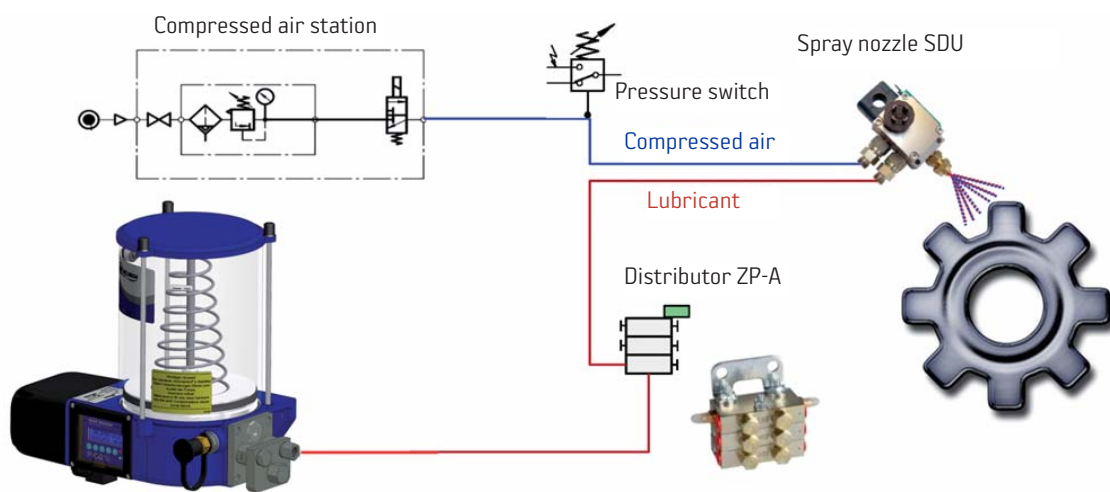 Compressed air station
Spray nozzle SDU
Pressure switch
Compressed air
Lubricant
Distributor ZP-A